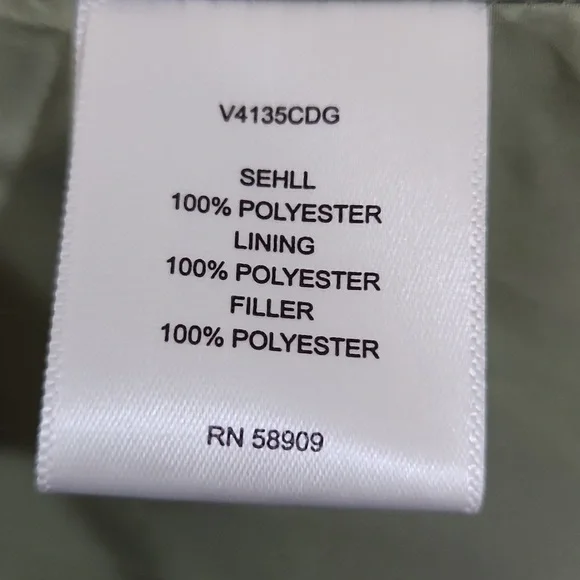 V4135CDG
SEHLL
100% POLYESTER
LINING
100% POLYESTER
FILLER
100% POLYESTER
RN 58909